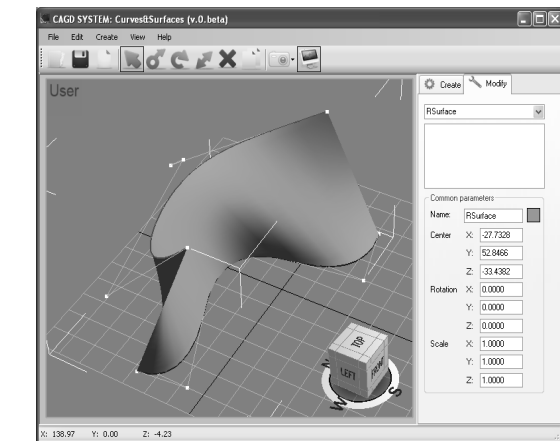 CAGD SYSTEM: Curves&Surfaces (v.0.beta)
File Edit Create View Help
User
Create Modify
RSurface
Common parameters
Name: RSurface
Center X: -27.7328
Y: 52.8466
Z: -33.4382
Rotation X: 0.0000
Y: 0.0000
Z: 0.0000
Scale X: 1.0000
Y: 1.0000
Z: 1.0000
TOP
LEFT FRONT
N
W S
X: 138.97 Y: 0.00 Z: -4.23